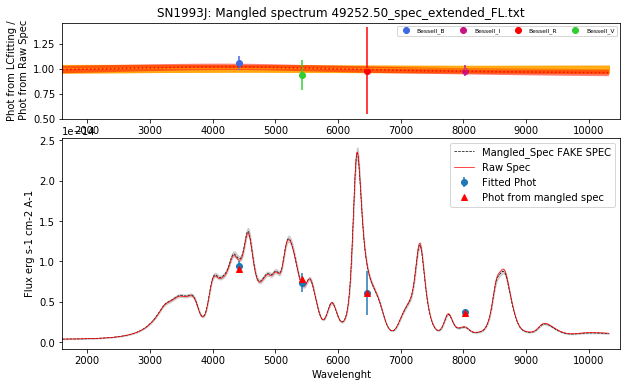 SN1993J: Mangled spectrum 49252.50_spec_extended_FL.txt
Phot from LCfitting /
Phot from Raw Spec
1.25
1.00
0.75
0.50
Bessell_B
Bessell_I
Bessell_R
Bessell_V
2000 3000 4000 5000 6000 7000 8000 9000 10000
1e−14
Flux erg s-1 cm-2 A-1
2.5
2.0
1.5
1.0
0.5
0.0
Mangled_Spec FAKE SPEC
Raw Spec
Fitted Phot
Phot from mangled spec
2000 3000 4000 5000 6000 7000 8000 9000 10000
Wavelenght